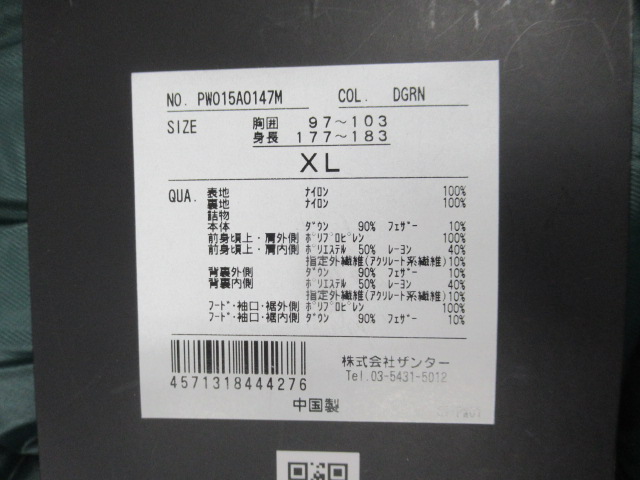 NO. PW015A0147M COL. DGRN
SIZE 胸囲 97～103
身長 177～183
XL
QUA. 表地 ナイロン 100%
裏地 ナイロン 100%
詰物
本体 ダウン 90% フェザー 10%
前身頃上・肩外側 ポリプロピレン 100%
前身頃上・肩内側 ポリエステル 50% レーヨン 40%
指定外繊維(アクリレート系繊維)10%
背裏外側 ダウン 90% フェザー 10%
背裏内側 ポリエステル 50% レーヨン 40%
指定外繊維(アクリレート系繊維)10%
フード・袖口・裾外側 ポリプロピレン 100%
フード・袖口・裾内側 ダウン 90% フェザー 10%
4571318444276
株式会社ザンター
Tel.03-5431-5012
中国製